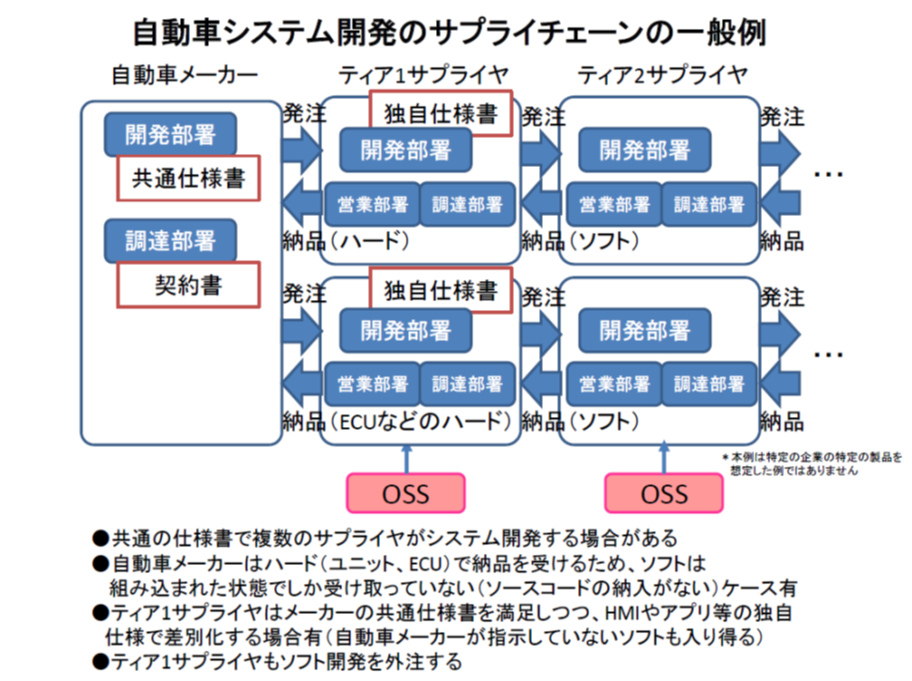 自動車システム開発のサプライチェーンの一般例
自動車メーカー
ティア1サプライヤ
ティア2サプライヤ
開発部署
共通仕様書
調達部署
契約書
発注
納品
独自仕様書
開発部署
営業部署
調達部署
(ハード)
発注
納品
開発部署
営業部署
調達部署
(ソフト)
発注
納品
…
発注
納品
独自仕様書
開発部署
営業部署
調達部署
(ECUなどのハード)
発注
納品
開発部署
営業部署
調達部署
(ソフト)
発注
納品
…
OSS
OSS
*本例は特定の企業の特定の製品を
想定した例ではありません
●共通の仕様書で複数のサプライヤがシステム開発する場合がある
●自動車メーカーはハード(ユニット、ECU)で納品を受けるため、ソフトは
組み込まれた状態でしか受け取っていない(ソースコードの納入がない)ケース有
●ティア1サプライヤはメーカーの共通仕様書を満足しつつ、HMIやアプリ等の独自
仕様で差別化する場合有(自動車メーカーが指示していないソフトも入り得る)
●ティア1サプライヤもソフト開発を外注する